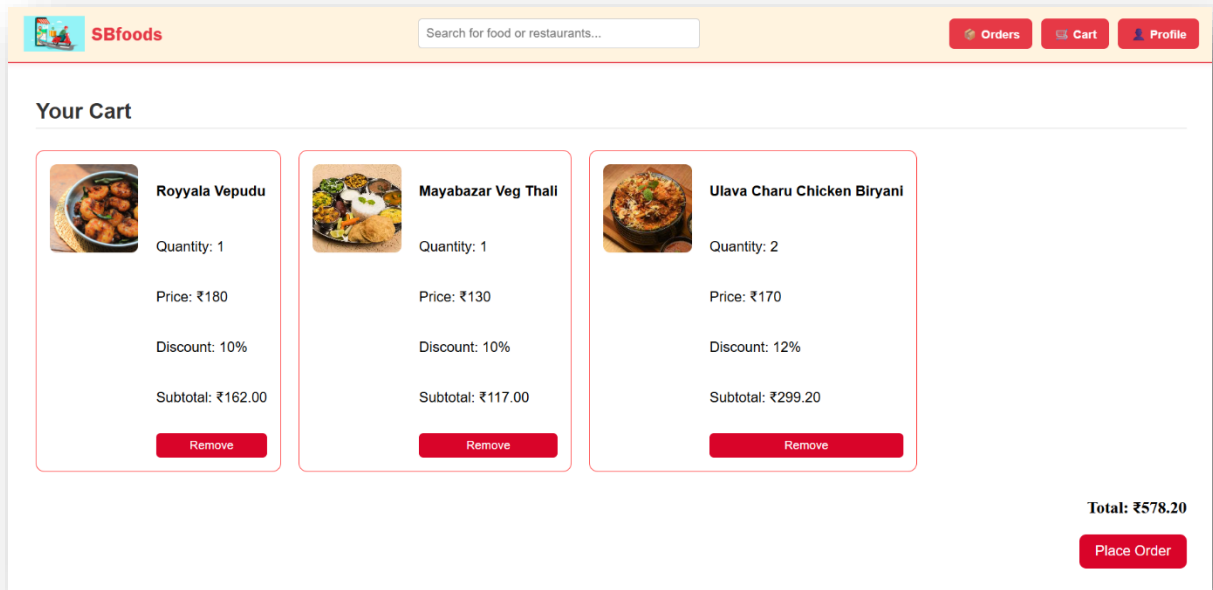 SBfoods
Search for food or restaurants...
Orders
Cart
Profile
Your Cart
Royyala Vepudu
Quantity: 1
Price: ₹180
Discount: 10%
Subtotal: ₹162.00
Remove
Mayabazar Veg Thali
Quantity: 1
Price: ₹130
Discount: 10%
Subtotal: ₹117.00
Remove
Ulava Charu Chicken Biryani
Quantity: 2
Price: ₹170
Discount: 12%
Subtotal: ₹299.20
Remove
Total: ₹578.20
Place Order